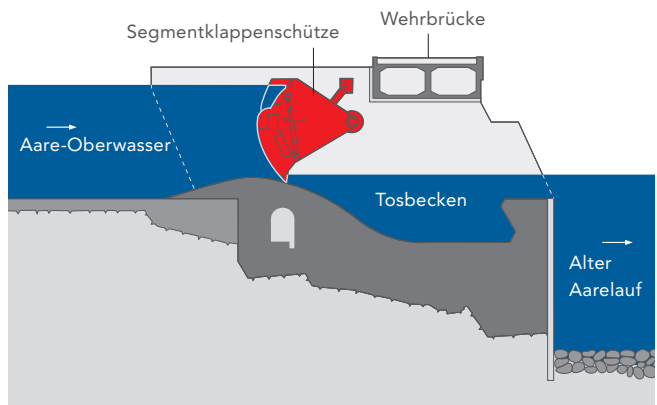 Wehrbrücke
Segmentklappenschütze
Aare-Oberwasser
Tosbecken
Alter
Aarelauf